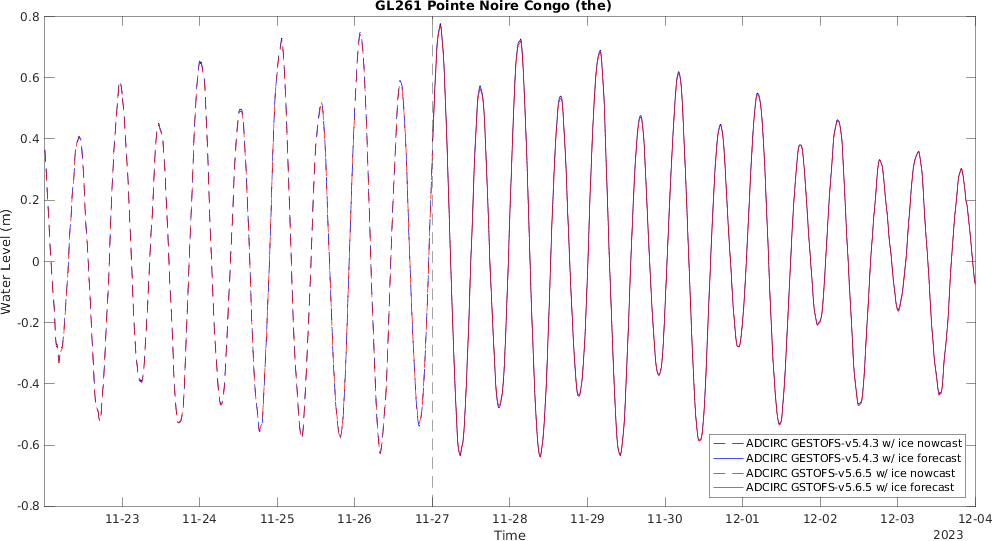 GL261 Pointe Noire Congo (the)
Water Level (m)
0.8
0.6
0.4
0.2
0
-0.2
-0.4
-0.6
-0.8
ADCIRC GESTOFS-v5.4.3 w/ ice nowcast
ADCIRC GESTOFS-v5.4.3 w/ ice forecast
ADCIRC GSTOFS-v5.6.5 w/ ice nowcast
ADCIRC GSTOFS-v5.6.5 w/ ice forecast
11-23 11-24 11-25 11-26 11-27 11-28 11-29 11-30 12-01 12-02 12-03 12-04
Time
2023